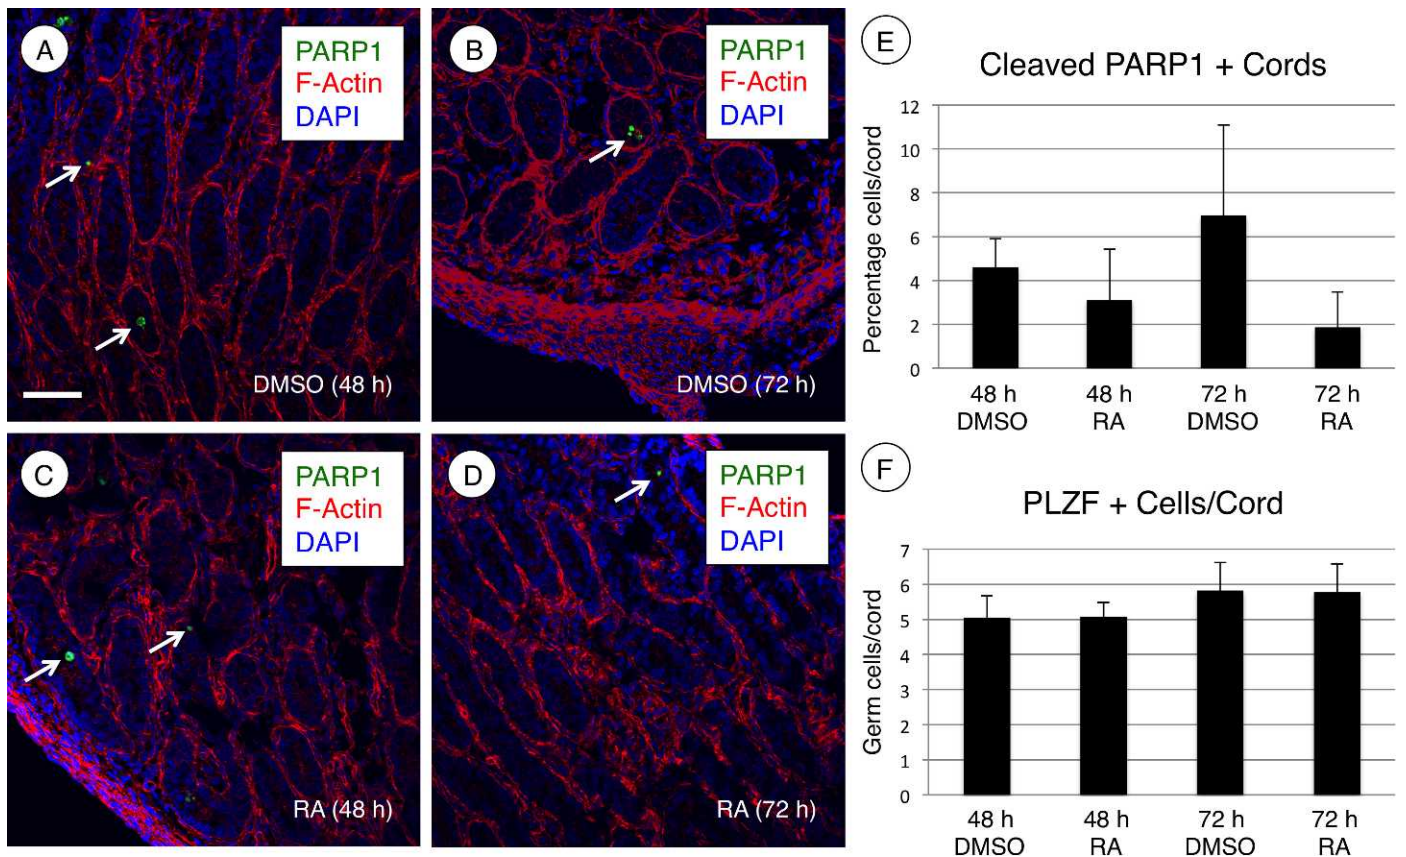 A
PARP1
F-Actin
DAPI
DMSO (48 h)
B
PARP1
F-Actin
DAPI
DMSO (72 h)
C
PARP1
F-Actin
DAPI
RA (48 h)
D
PARP1
F-Actin
DAPI
RA (72 h)
E
Cleaved PARP1 + Cords
Percentage cells/cord
12
10
8
6
4
2
0
48 h DMSO
48 h RA
72 h DMSO
72 h RA
F
PLZF + Cells/Cord
Germ cells/cord
7
6
5
4
3
2
1
0
48 h DMSO
48 h RA
72 h DMSO
72 h RA